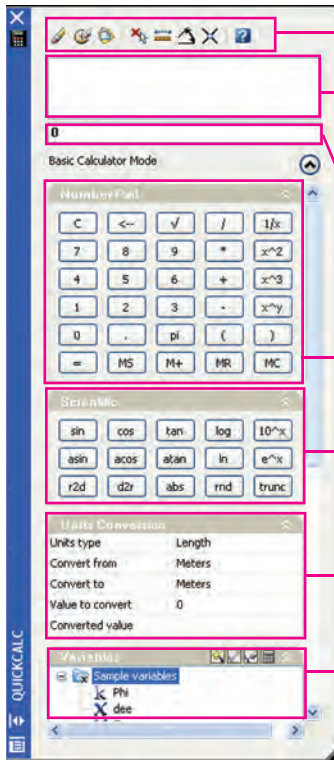 0
Basic Calculator Mode
Number Pad
C <-- √ / 1/x
7 8 9 * x^2
4 5 6 + x^3
1 2 3 - x^y
0 . pi ( )
= MS M+ MR MC
Scientific
sin cos tan log 10^x
asin acos atan ln e^x
r2d d2r abs rnd trunc
Units Conversion
Units type Length
Convert from Meters
Convert to Meters
Value to convert 0
Converted value
Variables
Sample variables
k Phi
X dee
QUICKCALC